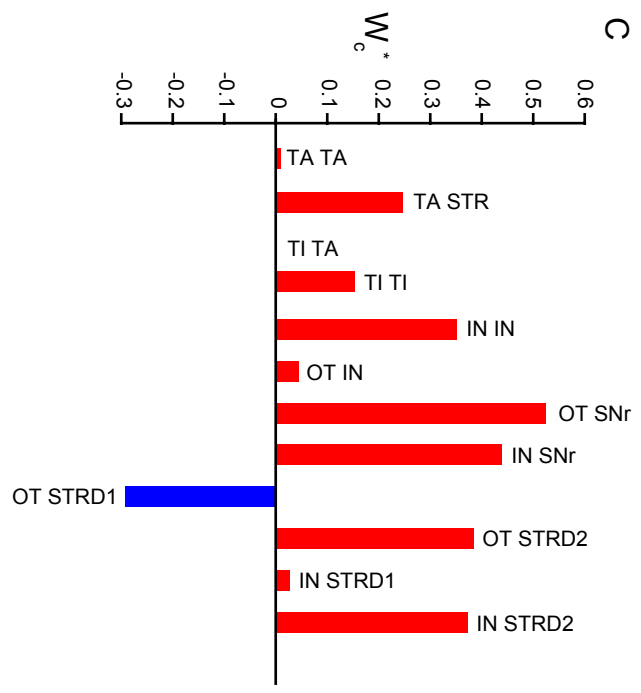 C
W_c^*
-0.3 -0.2 -0.1 0 0.1 0.2 0.3 0.4 0.5 0.6
TA TA
TA STR
TI TA
TI TI
IN IN
OT IN
OT SNr
IN SNr
OT STRD1
OT STRD2
IN STRD1
IN STRD2